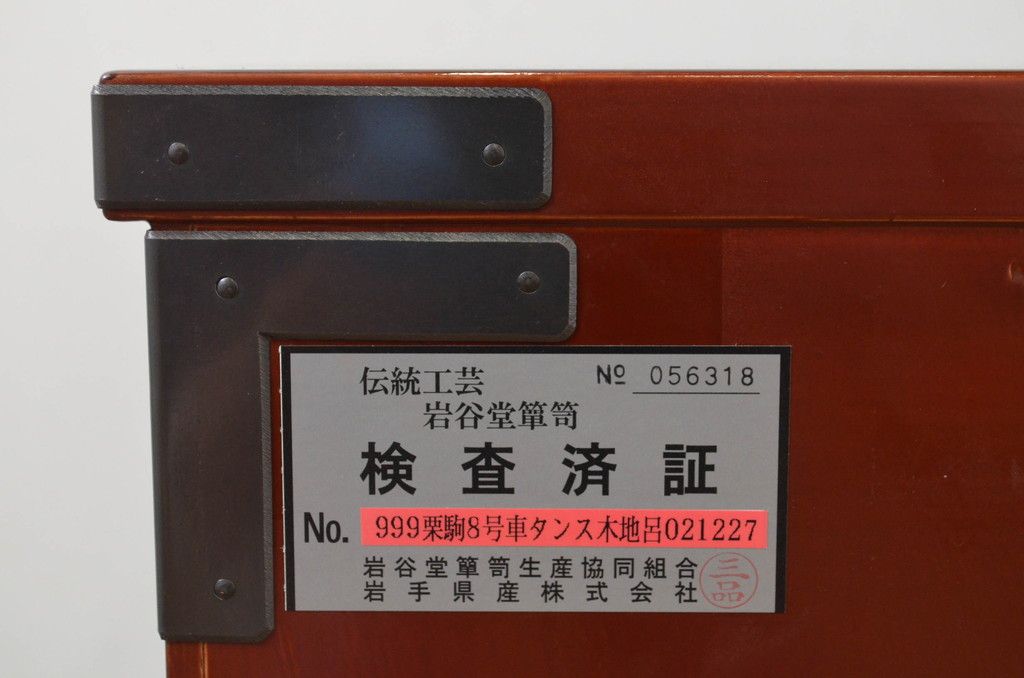 伝統工芸
№ 056318
岩谷堂簞笥
検査済証
No. 999栗駒8号車タンス木地呂021227
岩谷堂簞笥生産協同組合
岩手県産株式会社
三品